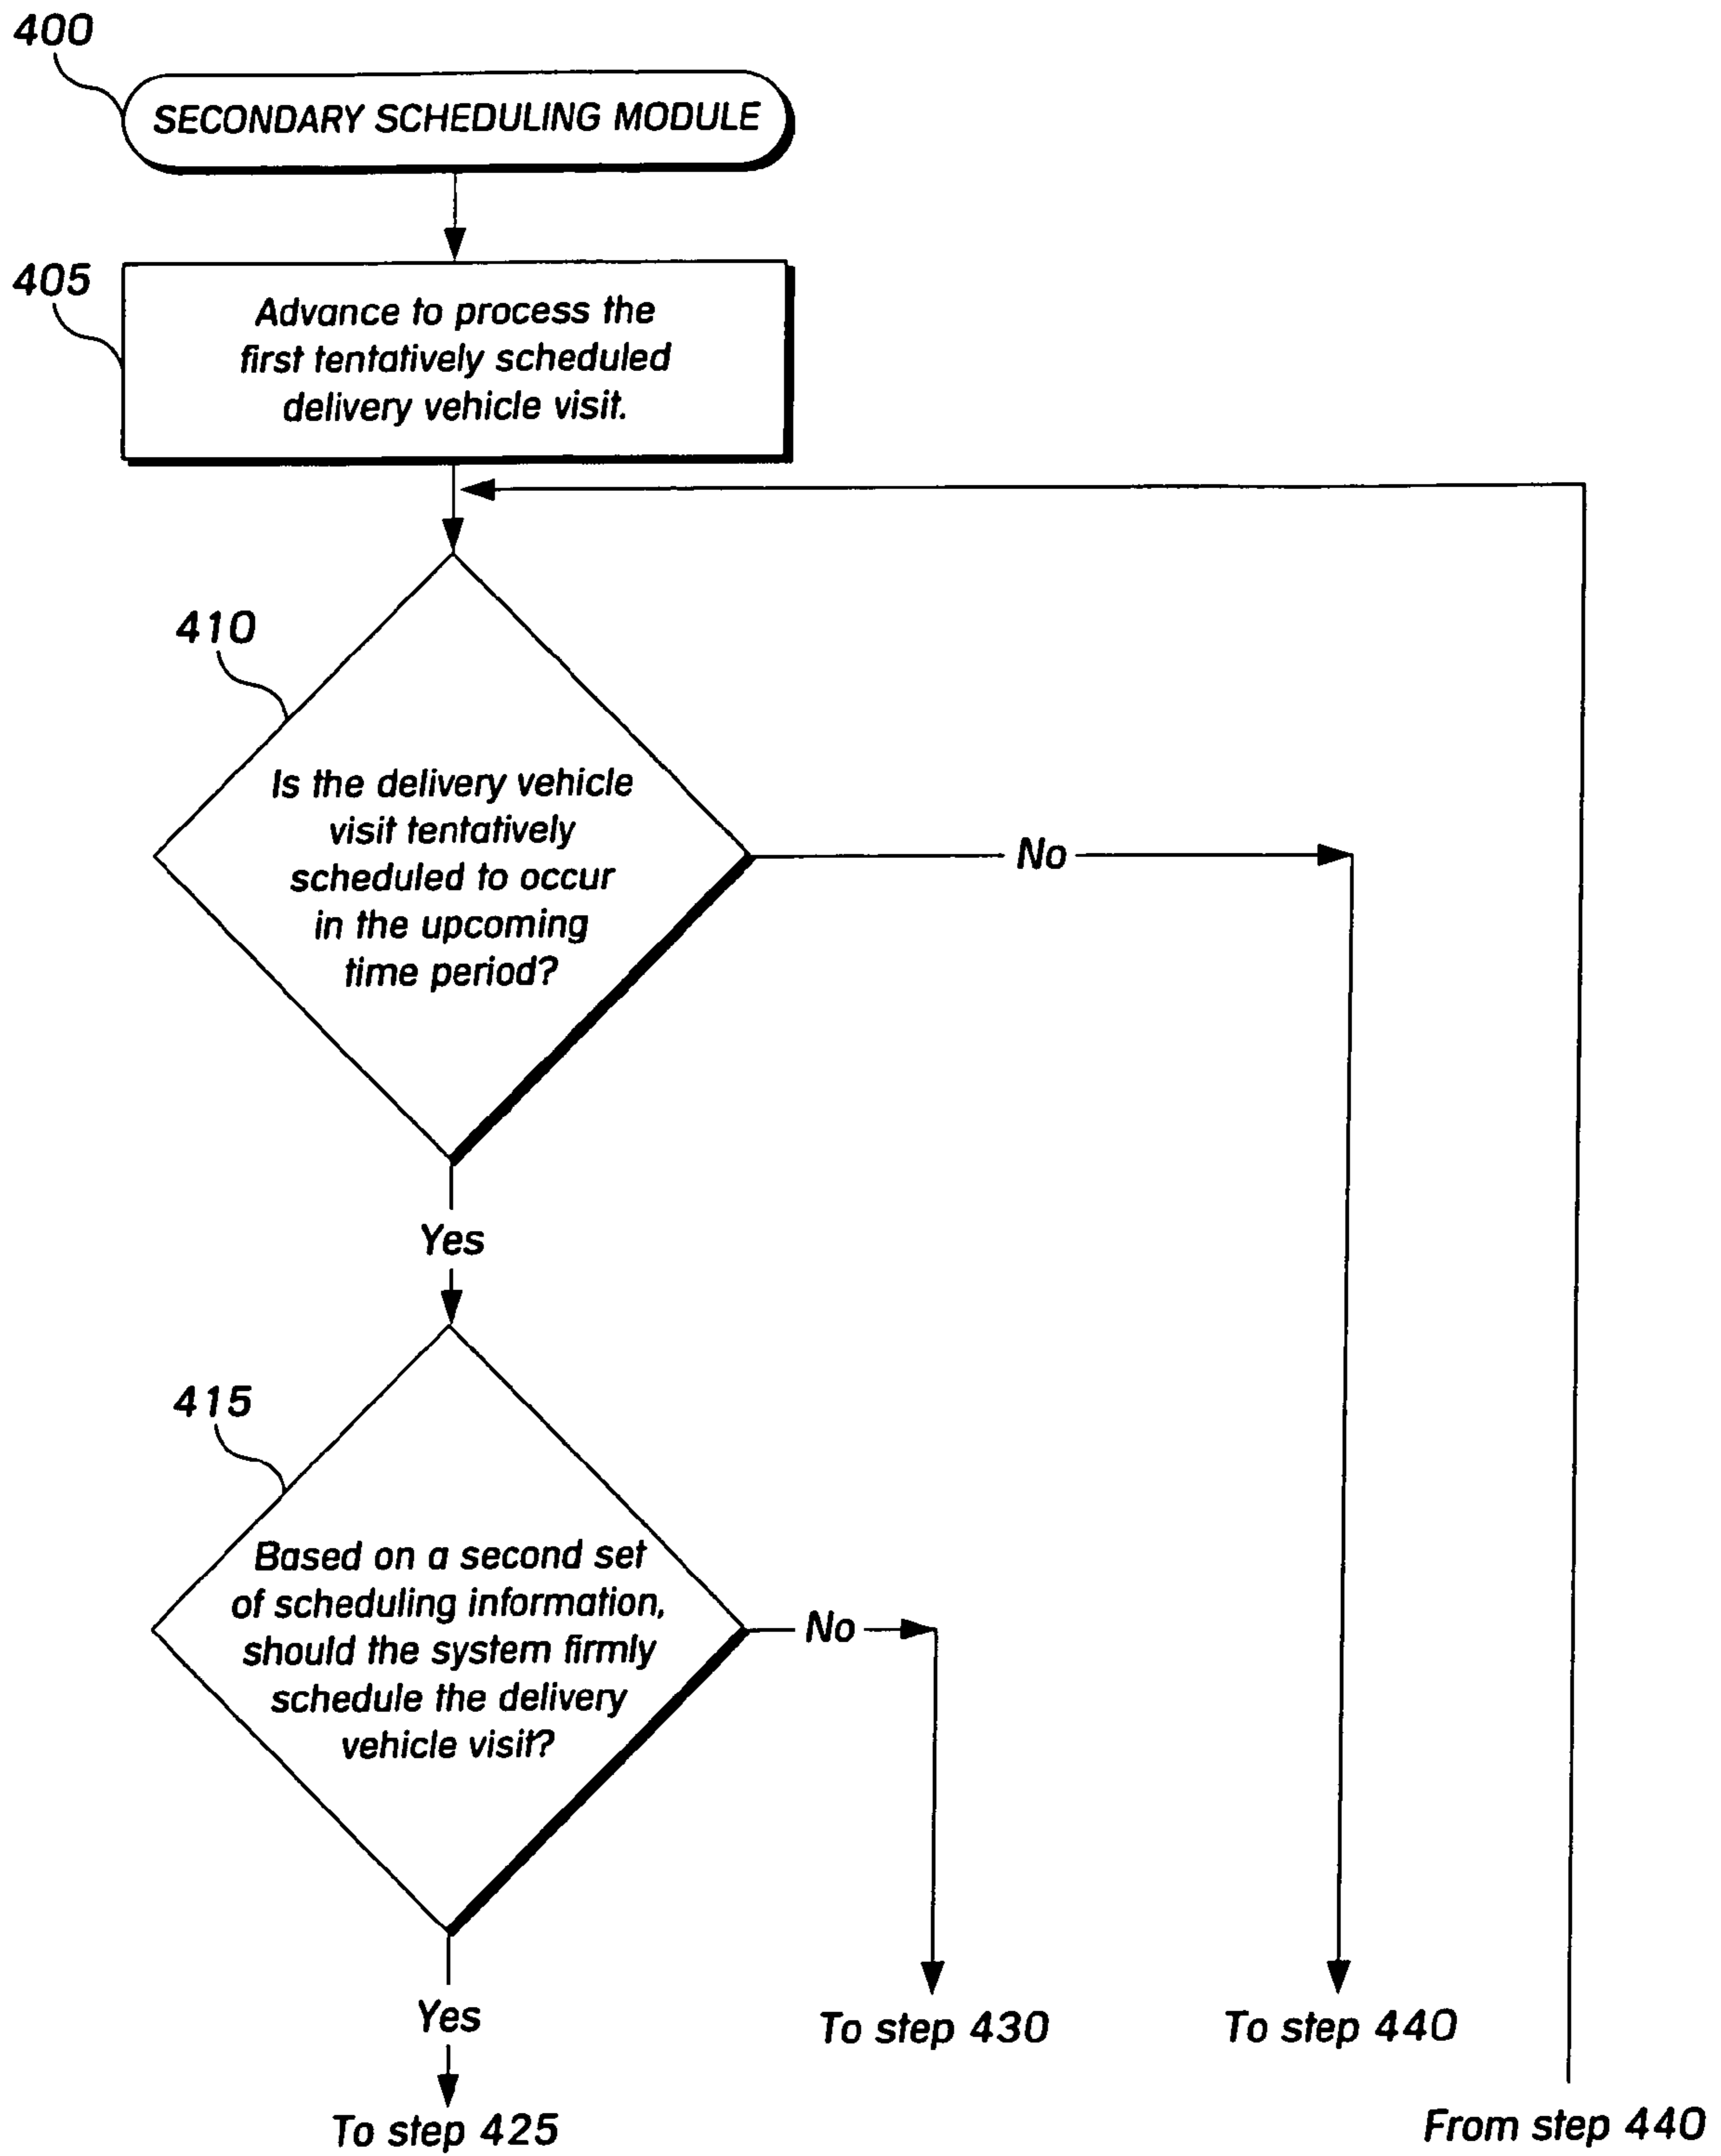 400
SECONDARY SCHEDULING MODULE
405
Advance to process the
first tentatively scheduled
delivery vehicle visit.
410
Is the delivery vehicle
visit tentatively
scheduled to occur
in the upcoming
time period?
No
Yes
415
Based on a second set
of scheduling information,
should the system firmly
schedule the delivery
vehicle visit?
No
Yes
To step 430
To step 440
To step 425
From step 440